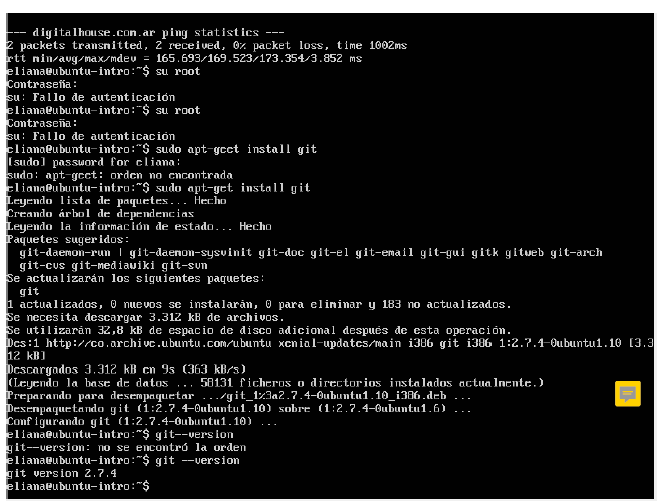 --- digitalhouse.com.ar ping statistics ---
2 packets transmitted, 2 received, 0% packet loss, time 1002ms
rtt min/avg/max/mdev = 165.693/169.523/173.354/3.852 ms
eliana@ubuntu-intro:~$ su root
Contraseña:
su: Fallo de autenticación
eliana@ubuntu-intro:~$ su root
Contraseña:
su: Fallo de autenticación
eliana@ubuntu-intro:~$ sudo apt-geet install git
[sudo] password for eliana:
sudo: apt-geet: orden no encontrada
eliana@ubuntu-intro:~$ sudo apt-get install git
Leyendo lista de paquetes... Hecho
Creando árbol de dependencias
Leyendo la información de estado... Hecho
Paquetes sugeridos:
  git-daemon-run | git-daemon-sysvinit git-doc git-el git-email git-gui gitk gitweb git-arch
  git-cvs git-mediawiki git-svn
Se actualizarán los siguientes paquetes:
  git
1 actualizados, 0 nuevos se instalarán, 0 para eliminar y 183 no actualizados.
Se necesita descargar 3.312 kB de archivos.
Se utilizarán 32,8 kB de espacio de disco adicional después de esta operación.
Des:1 http://co.archive.ubuntu.com/ubuntu xenial-updates/main i386 git i386 1:2.7.4-0ubuntu1.10 [3.3
12 kB]
Descargados 3.312 kB en 9s (363 kB/s)
(Leyendo la base de datos ... 58131 ficheros o directorios instalados actualmente.)
Preparando para desempaquetar .../git_1%3a2.7.4-0ubuntu1.10_i386.deb ...
Desempaquetando git (1:2.7.4-0ubuntu1.10) sobre (1:2.7.4-0ubuntu1.6) ...
Configurando git (1:2.7.4-0ubuntu1.10) ...
eliana@ubuntu-intro:~$ git--version
git--version: no se encontró la orden
eliana@ubuntu-intro:~$ git --version
git version 2.7.4
eliana@ubuntu-intro:~$